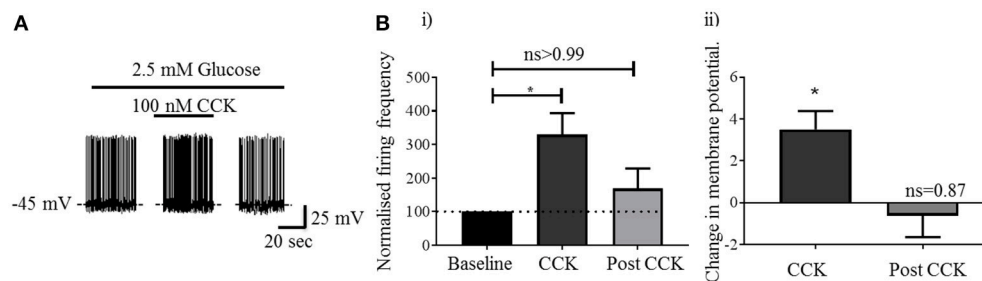 A
2.5 mM Glucose
100 nM CCK
-45 mV
25 mV
20 sec
B
i)
ns>0.99
*
Normalised firing frequency
500
400
300
200
100
0
Baseline
CCK
Post CCK
ii)
Change in membrane potential.
6
4
2
0
-2
*
ns=0.87
CCK
Post CCK